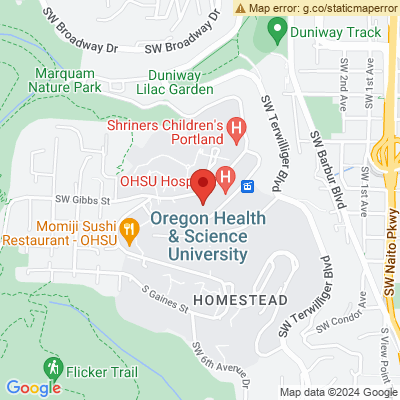 Map error: g.co/staticmaperror
SW Broadway Dr
SW Broadway Dr
Duniway Track
Marquam
Nature Park
Duniway
Lilac Garden
SW 2nd Ave
SW 1st Ave
Shriners Children's
Portland
SW Terwilliger Blvd
SW Barbur Blvd
OHSU Hosp
SW Gibbs St
SW 1st Ave
Momiji Sushi
Restaurant - OHSU
Oregon Health
& Science
University
SW Naito Pkwy
HOMESTEAD
S Gaines St
SW Terwilliger Blvd
SW Condor Ave
S View Point
SW 6th Avenue Dr
Flicker Trail
Google
Map data ©2024 Google